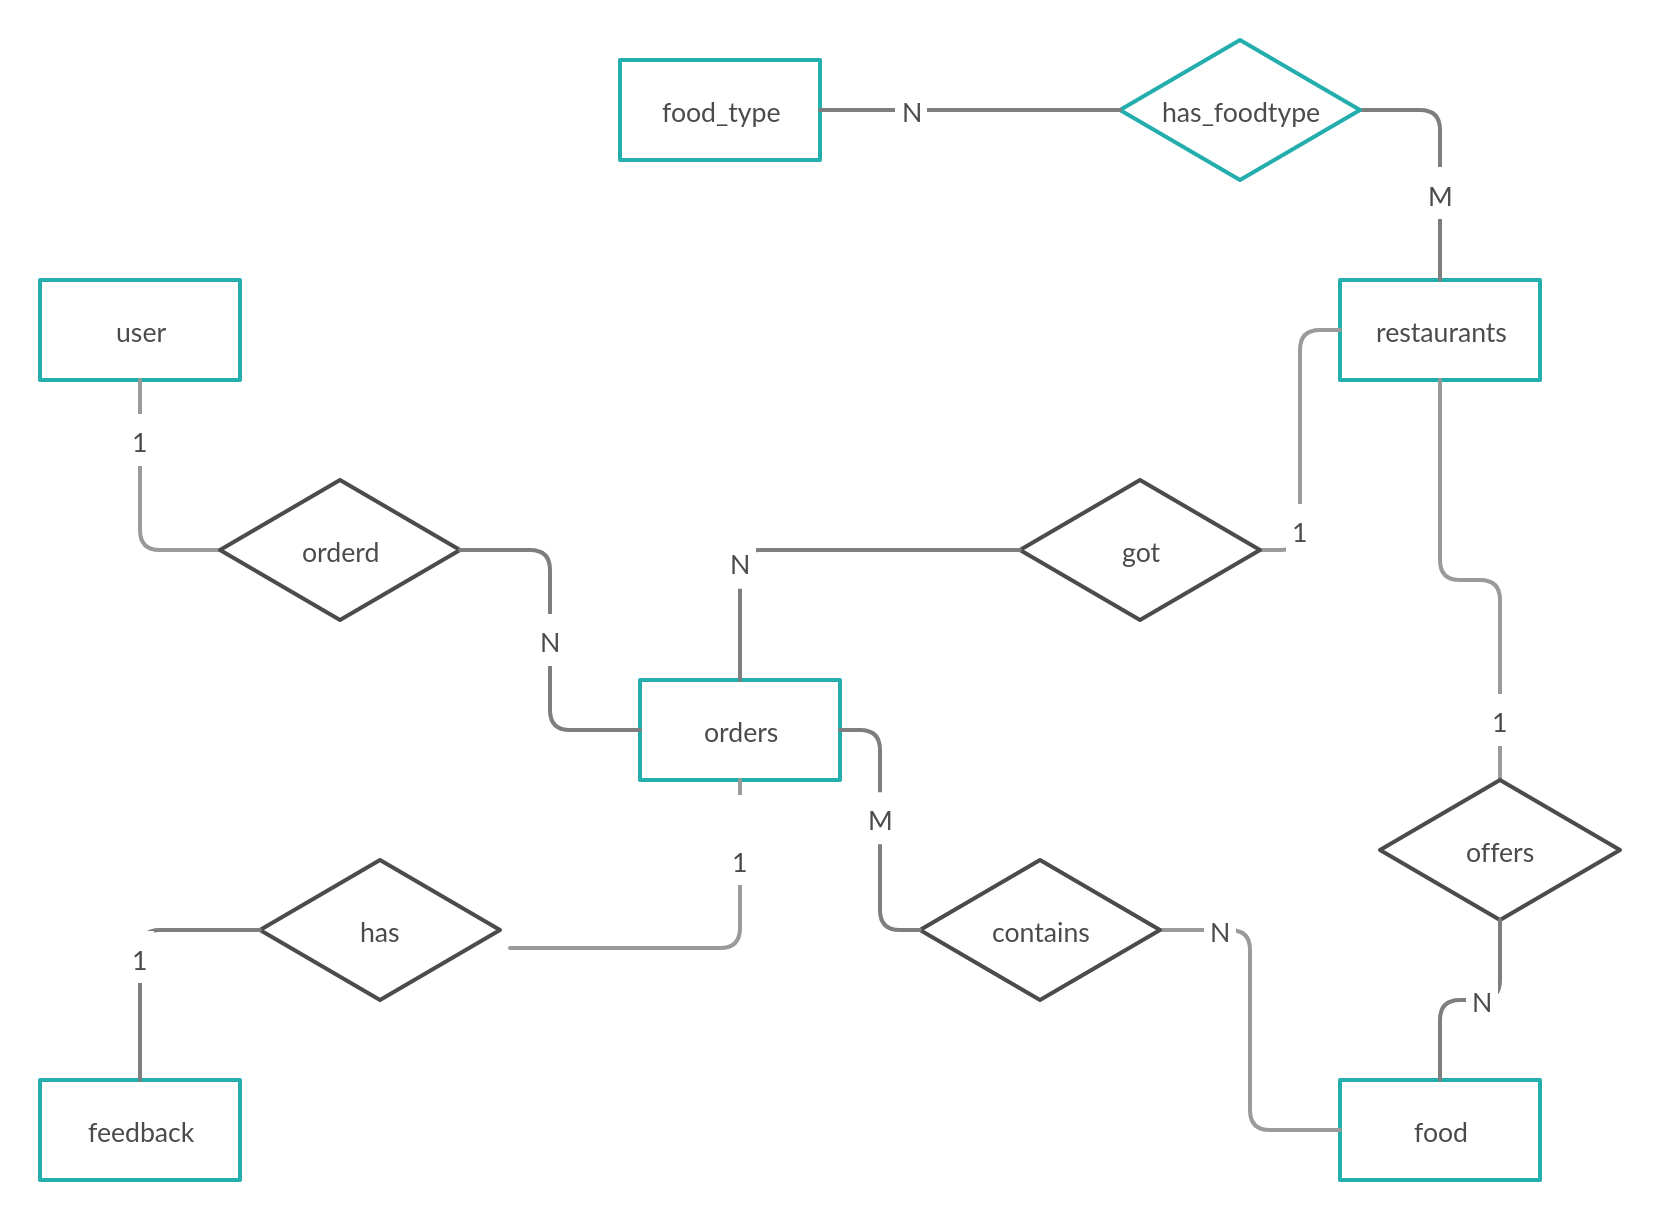 food_type
N
has_foodtype
M
user
restaurants
1
orderd
got
1
N
N
orders
1
M
1
offers
has
contains
N
1
N
feedback
food